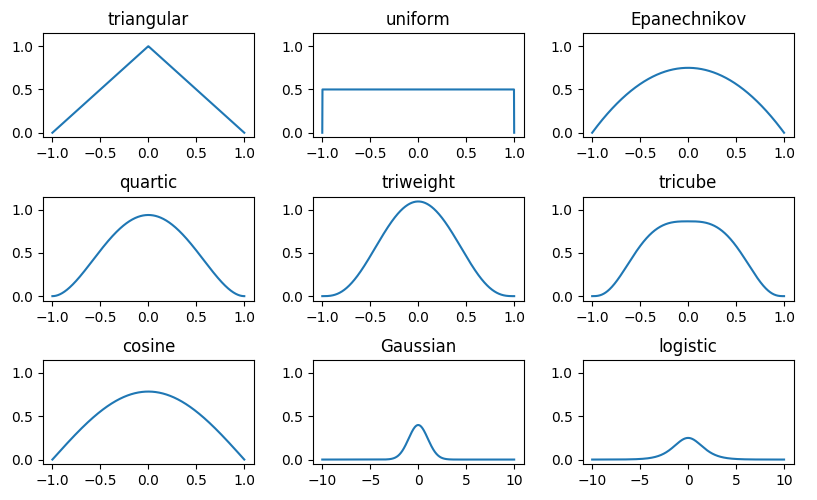 triangular uniform Epanechnikov
1.0 1.0 1.0
0.5 0.5 0.5
0.0 0.0 0.0
−1.0 −0.5 0.0 0.5 1.0 −1.0 −0.5 0.0 0.5 1.0 −1.0 −0.5 0.0 0.5 1.0
quartic triweight tricube
1.0 1.0 1.0
0.5 0.5 0.5
0.0 0.0 0.0
−1.0 −0.5 0.0 0.5 1.0 −1.0 −0.5 0.0 0.5 1.0 −1.0 −0.5 0.0 0.5 1.0
cosine Gaussian logistic
1.0 1.0 1.0
0.5 0.5 0.5
0.0 0.0 0.0
−1.0 −0.5 0.0 0.5 1.0 −10 −5 0 5 10 −10 −5 0 5 10